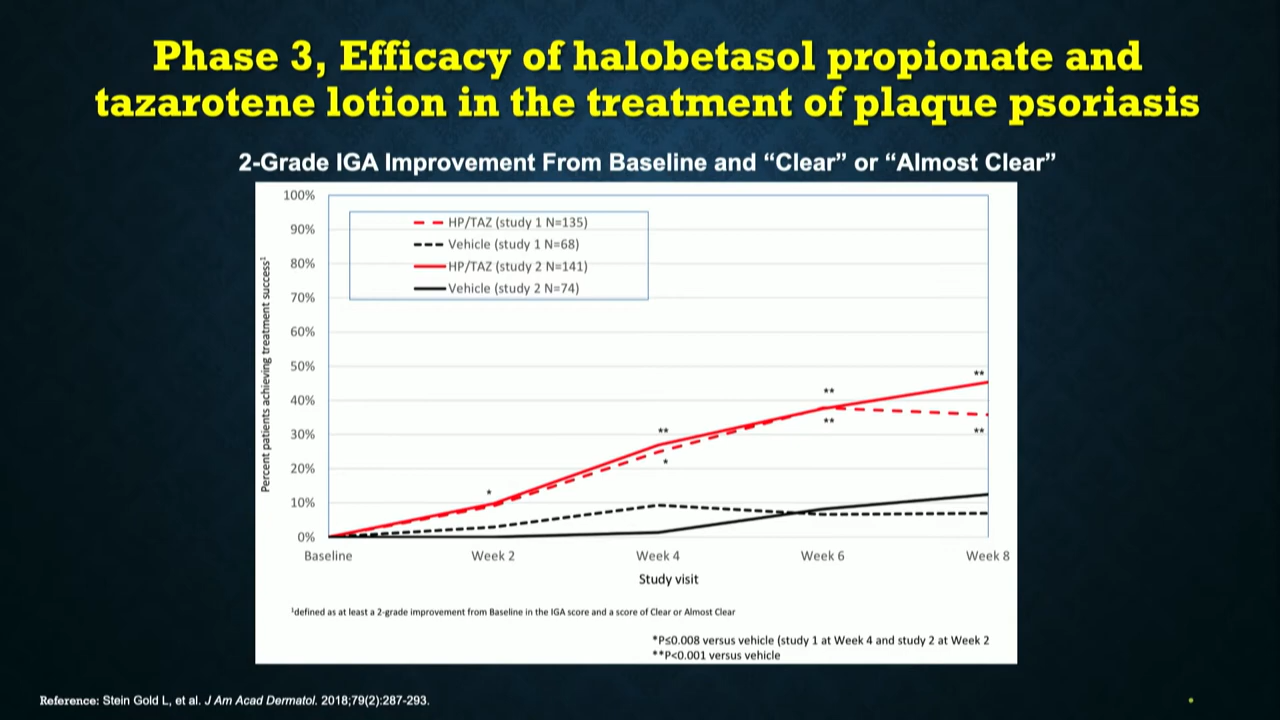 Phase 3, Efficacy of halobetasol propionate and
tazarotene lotion in the treatment of plaque psoriasis
2-Grade IGA Improvement From Baseline and “Clear” or “Almost Clear”
Percent patients achieving treatment success¹
100%
90%
80%
70%
60%
50%
40%
30%
20%
10%
0%
HP/TAZ (study 1 N=135)
Vehicle (study 1 N=68)
HP/TAZ (study 2 N=141)
Vehicle (study 2 N=74)
**
**
**
**
**
*
*
Baseline
Week 2
Week 4
Week 6
Week 8
Study visit
¹defined as at least a 2-grade improvement from Baseline in the IGA score and a score of Clear or Almost Clear
*P≤0.008 versus vehicle (study 1 at Week 4 and study 2 at Week 2
**P<0.001 versus vehicle
Reference: Stein Gold L, et al. J Am Acad Dermatol. 2018;79(2):287-293.